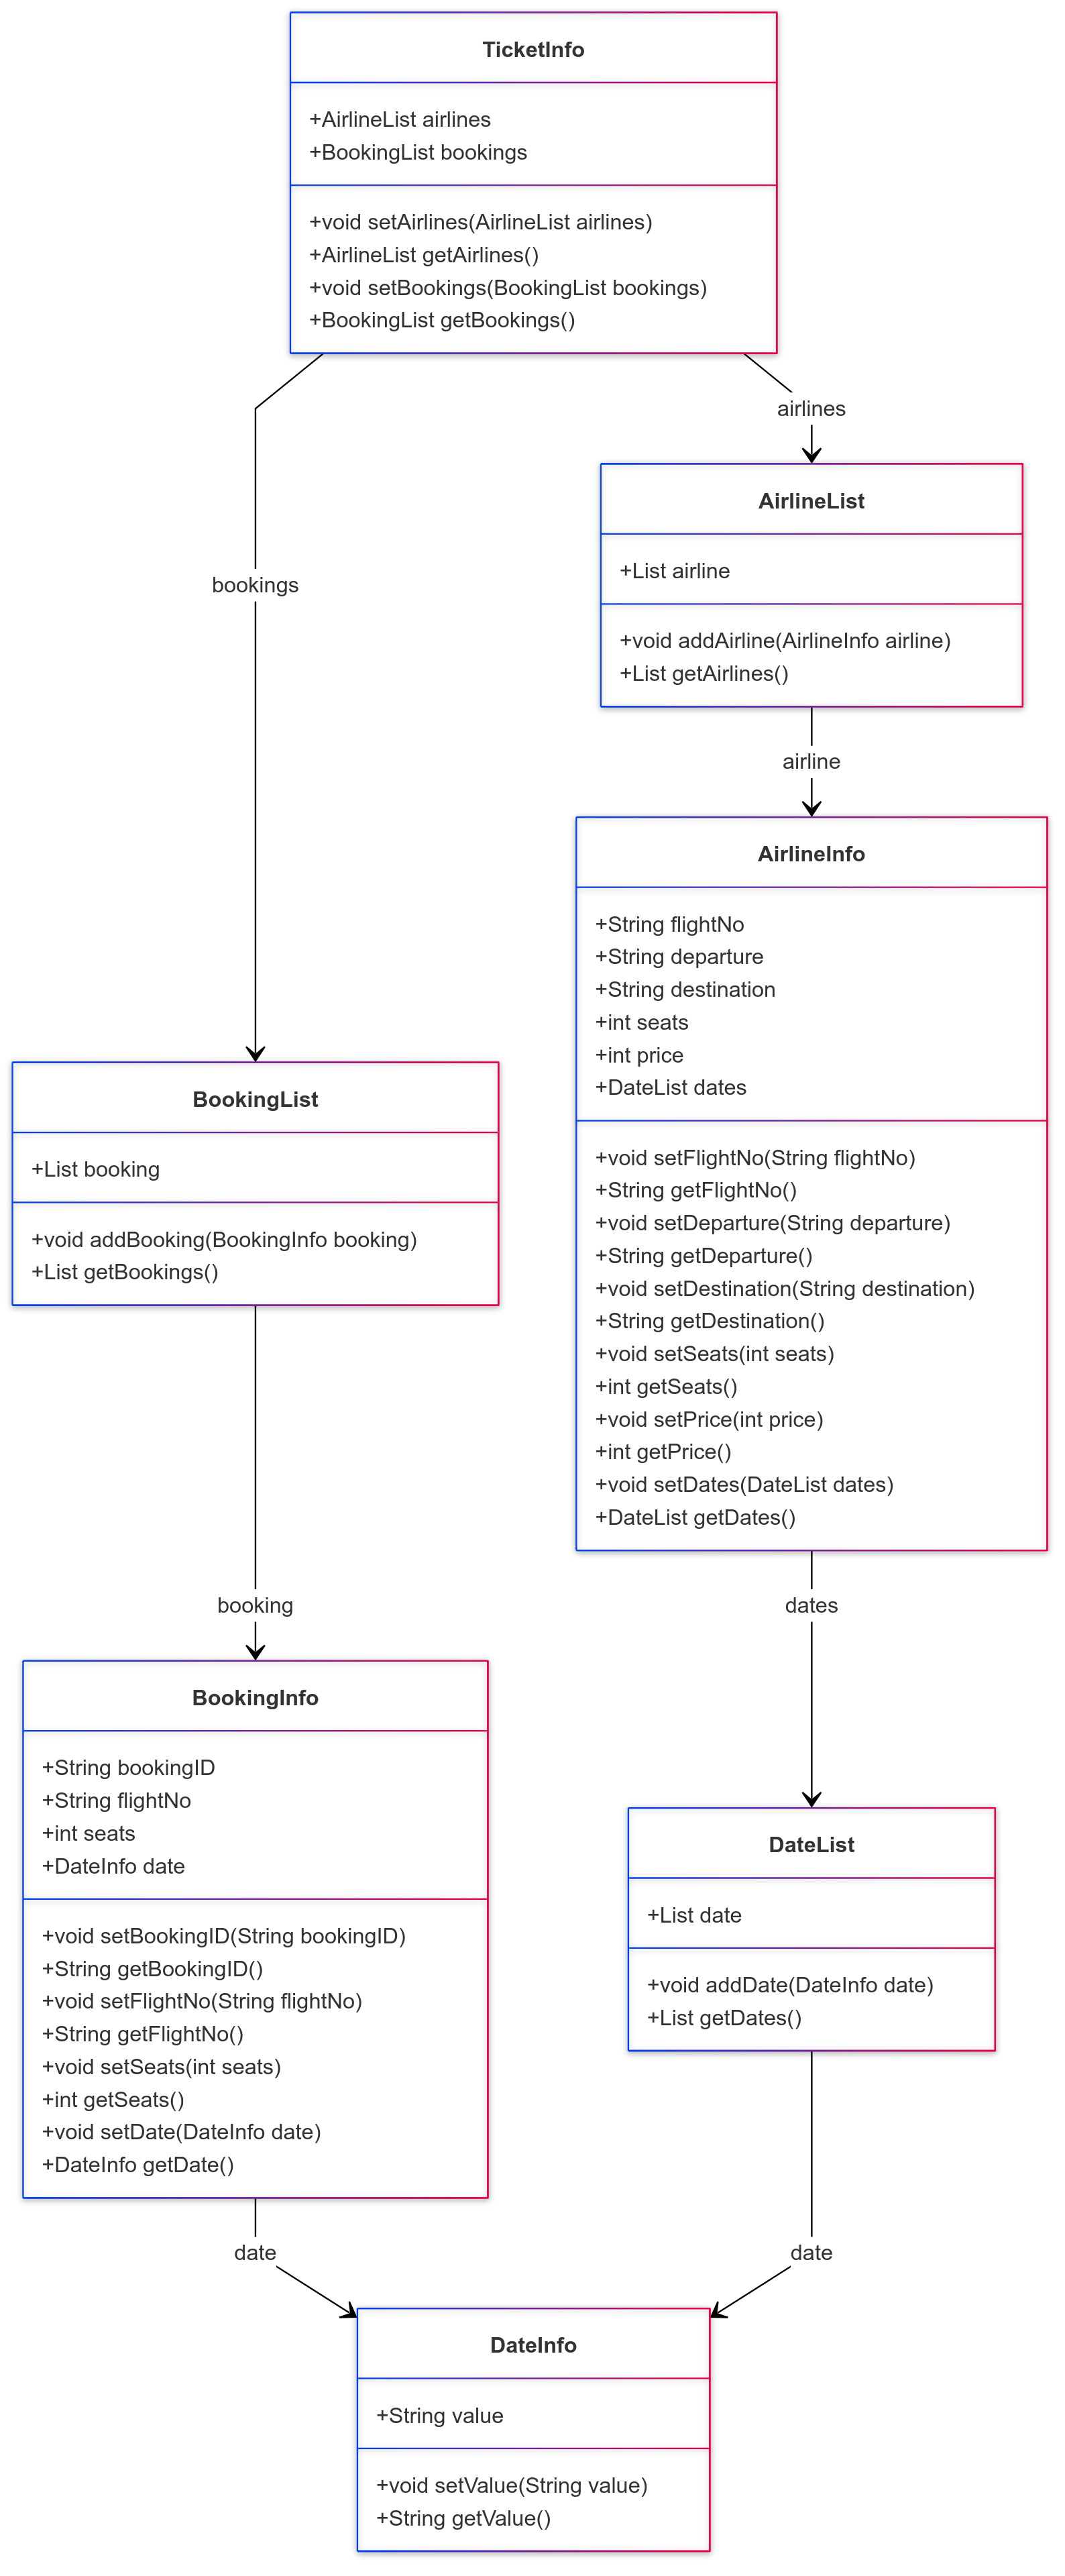 TicketInfo
+AirlineList airlines
+BookingList bookings
+void setAirlines(AirlineList airlines)
+AirlineList getAirlines()
+void setBookings(BookingList bookings)
+BookingList getBookings()
airlines
bookings
AirlineList
+List airline
+void addAirline(AirlineInfo airline)
+List getAirlines()
airline
AirlineInfo
+String flightNo
+String departure
+String destination
+int seats
+int price
+DateList dates
+void setFlightNo(String flightNo)
+String getFlightNo()
+void setDeparture(String departure)
+String getDeparture()
+void setDestination(String destination)
+String getDestination()
+void setSeats(int seats)
+int getSeats()
+void setPrice(int price)
+int getPrice()
+void setDates(DateList dates)
+DateList getDates()
BookingList
+List booking
+void addBooking(BookingInfo booking)
+List getBookings()
booking
dates
BookingInfo
+String bookingID
+String flightNo
+int seats
+DateInfo date
+void setBookingID(String bookingID)
+String getBookingID()
+void setFlightNo(String flightNo)
+String getFlightNo()
+void setSeats(int seats)
+int getSeats()
+void setDate(DateInfo date)
+DateInfo getDate()
DateList
+List date
+void addDate(DateInfo date)
+List getDates()
date
date
DateInfo
+String value
+void setValue(String value)
+String getValue()